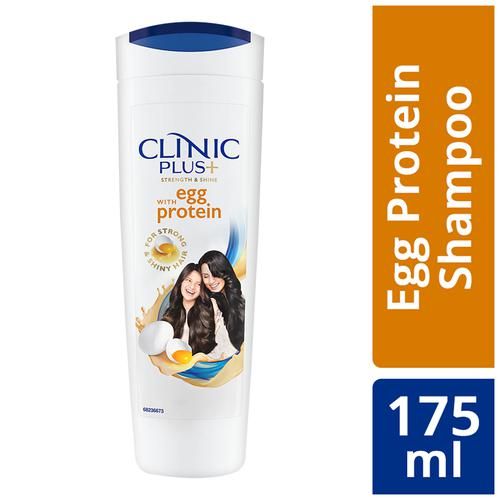 CLINIC
PLUS+
STRENGTH & SHINE
WITH egg
protein
FOR STRONG
& SHINY HAIR
68236673
Egg Protein
Shampoo
175
ml